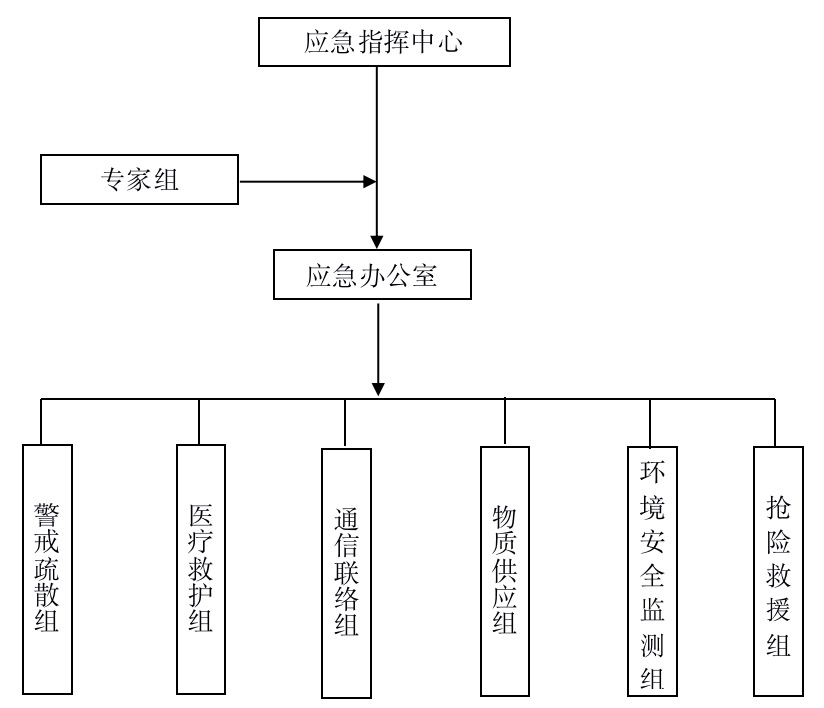 应急指挥中心
专家组
应急办公室
警戒疏散组
医疗救护组
通信联络组
物质供应组
环境安全监测组
抢险救援组